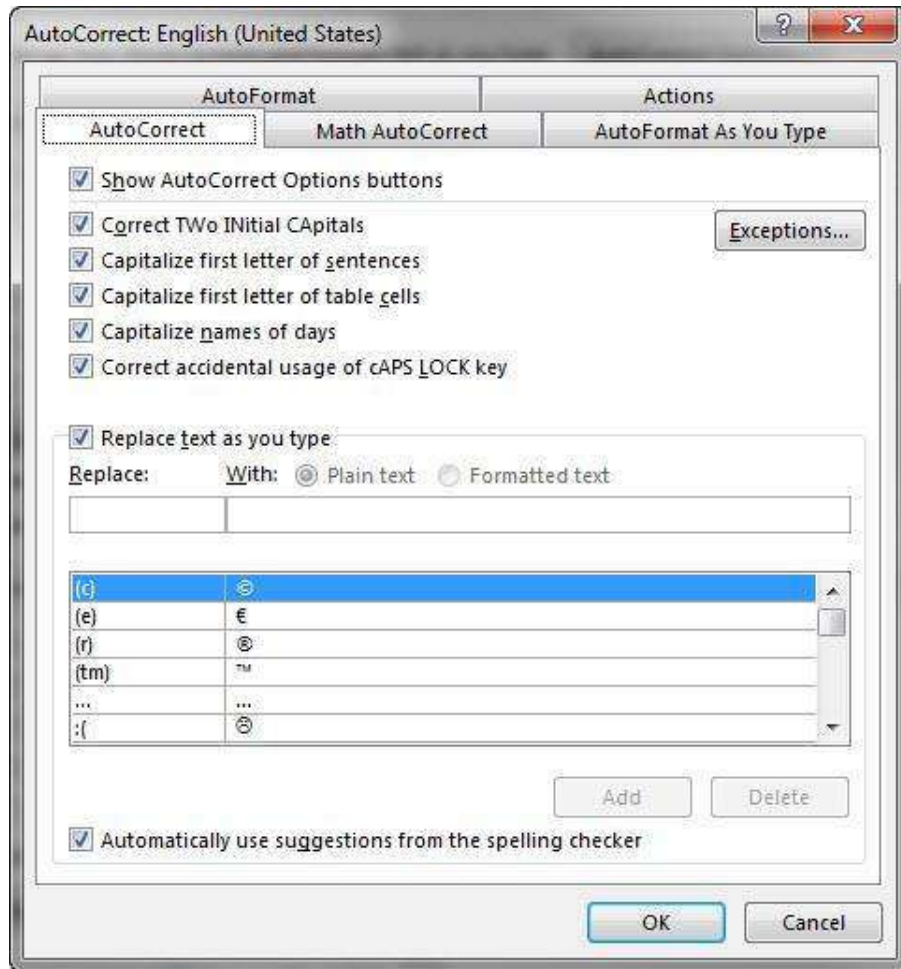 AutoCorrect: English (United States)
AutoFormat Actions
AutoCorrect Math AutoCorrect AutoFormat As You Type
Show AutoCorrect Options buttons
Correct TWo INitial CApitals Exceptions...
Capitalize first letter of sentences
Capitalize first letter of table cells
Capitalize names of days
Correct accidental usage of cAPS LOCK key
Replace text as you type
Replace: With: Plain text Formatted text
(c) ©
(e) €
(r) ®
(tm) ™
... ...
:( ☹
Add Delete
Automatically use suggestions from the spelling checker
OK Cancel